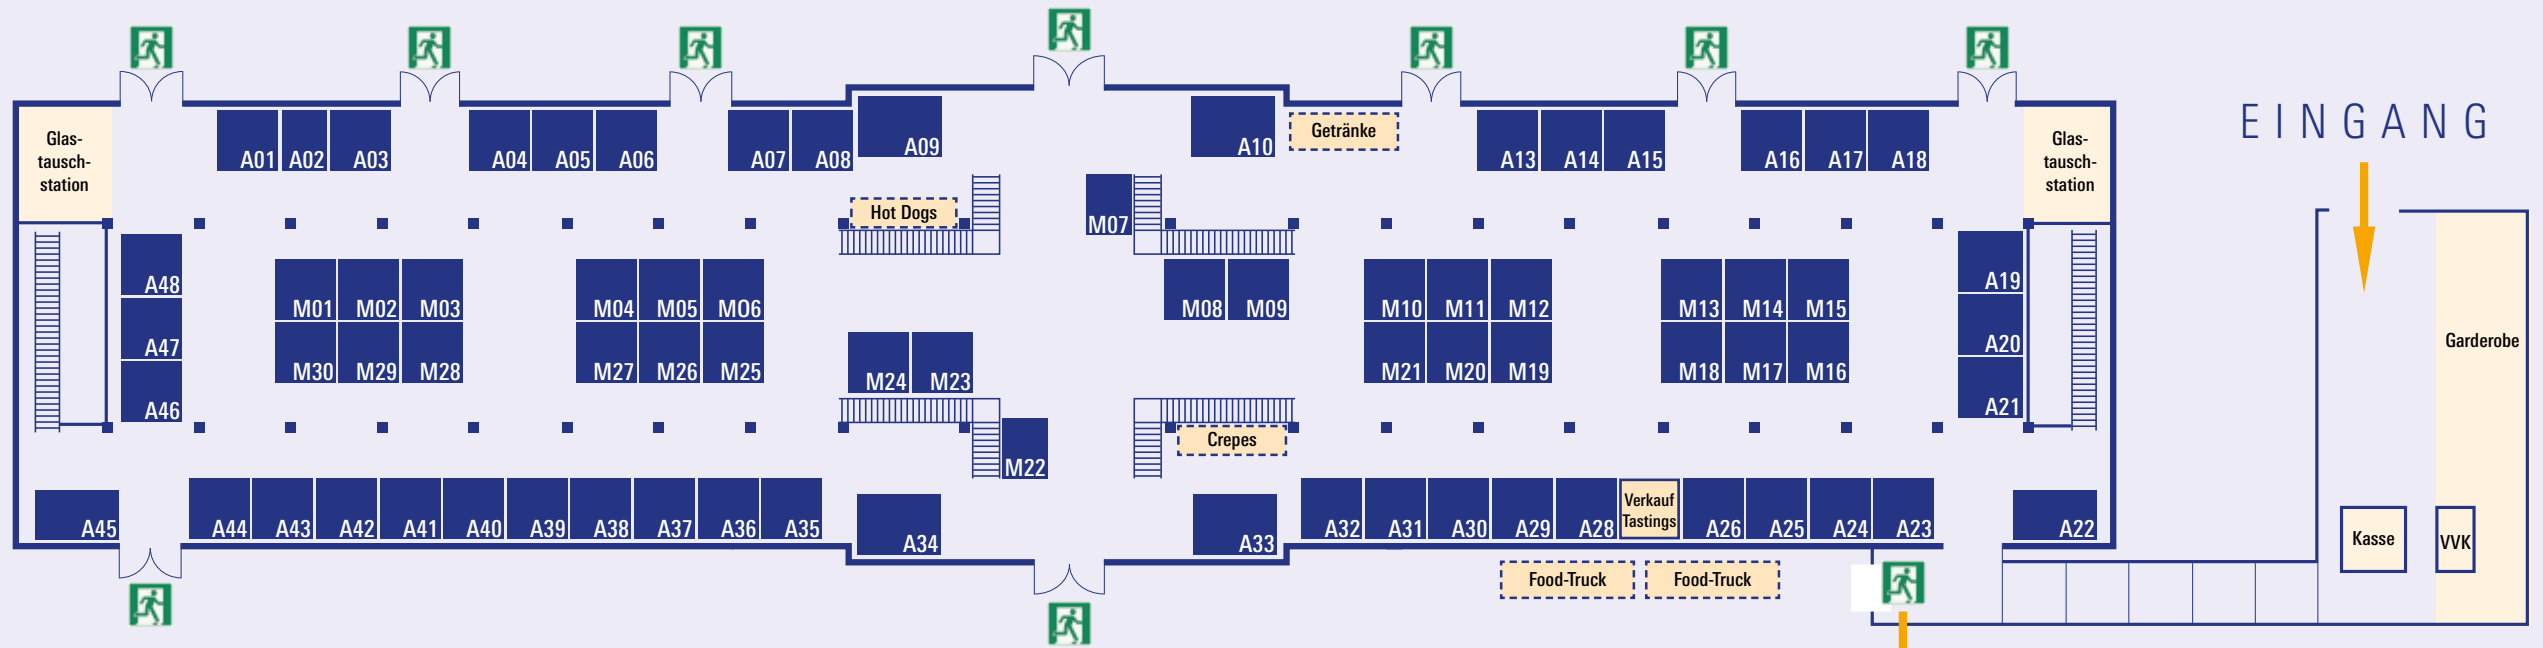 EINGANG
Glas-
tausch-
station
A01 A02 A03 A04 A05 A06 A07 A08 A09 A10
Getränke
A13 A14 A15 A16 A17 A18
Glas-
tausch-
station
Hot Dogs
M07
A48
A47
A46
M01 M02 M03
M30 M29 M28
M04 M05 MO6
M27 M26 M25
M24 M23
M22
M08 M09
M10 M11 M12
M21 M20 M19
M13 M14 M15
M18 M17 M16
A19
A20
A21
Garderobe
Crepes
A45 A44 A43 A42 A41 A40 A39 A38 A37 A36 A35 A34 A33 A32 A31 A30 A29 A28
Verkauf
Tastings
A26 A25 A24 A23 A22
Kasse
VVK
Food-Truck
Food-Truck